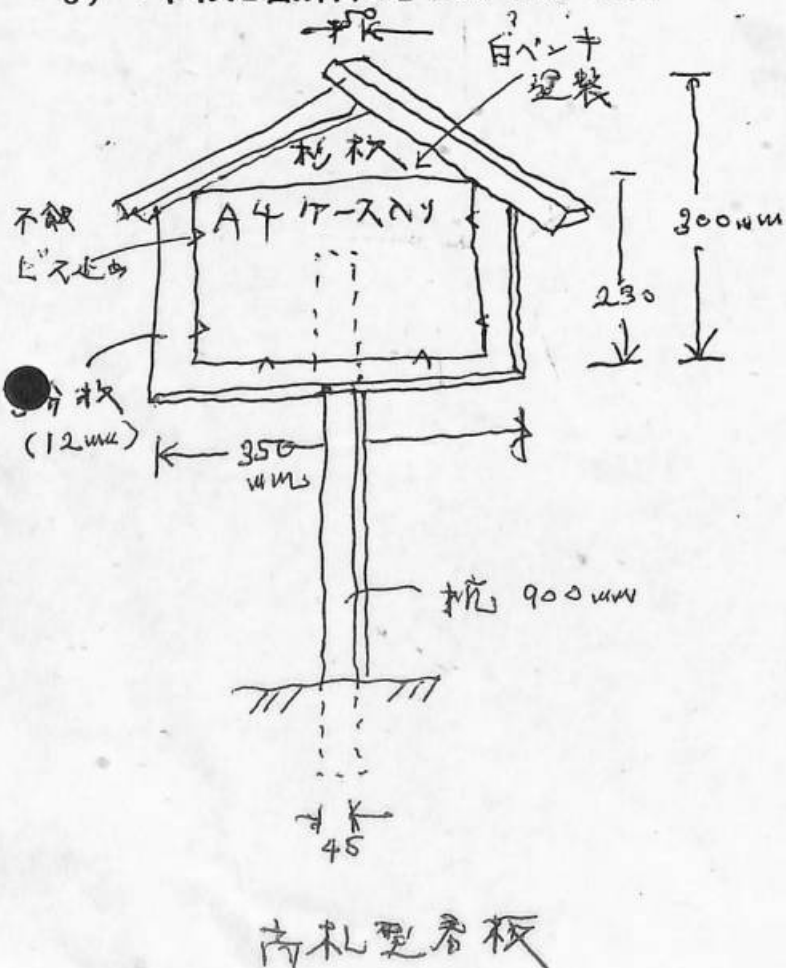 50
白ペンキ
塗装
杉板
不銹
ビス止め
A4 ケース入り
300mm
230
分板
(12mm)
350
mm
杭 900mm
45
高札型看板